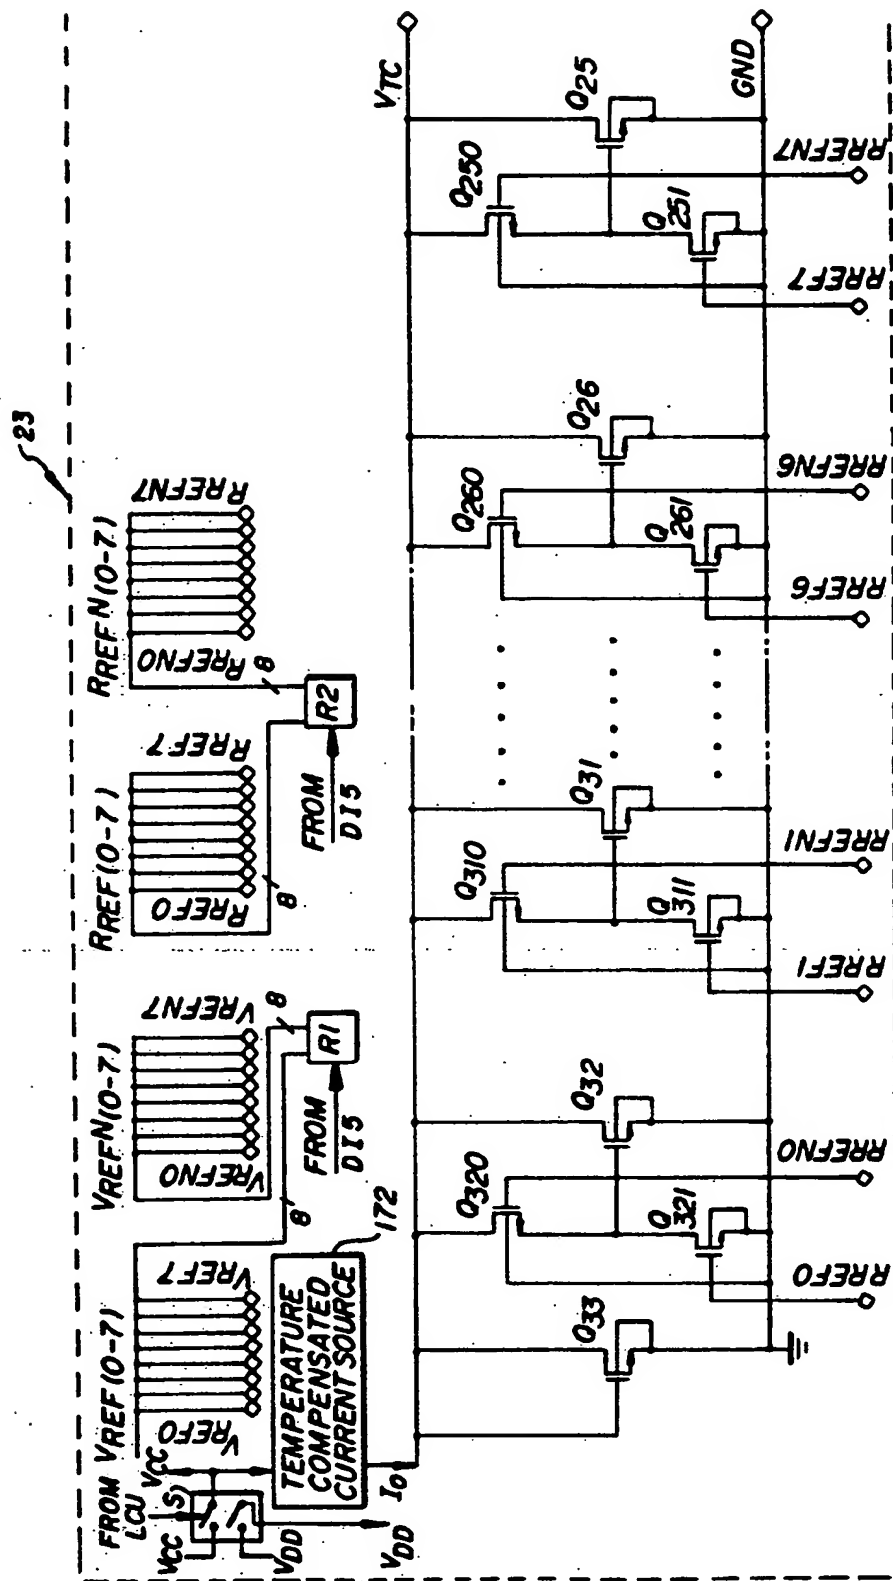 23
FROM LCU
VCC
VDD
S1
VCC
VDD
VREF(0-7)
VREF0
VREF7
VREFN(0-7)
VREFN0
VREFN7
8
8
FROM DI5
R1
RREF(0-7)
RREF0
RREF7
RREFN(0-7)
RREFN0
RREFN7
8
8
FROM DI5
R2
TEMPERATURE
COMPENSATED
CURRENT SOURCE
172
I0
VTC
Q33
Q320
Q32
Q321
Q310
Q31
Q311
Q260
Q26
Q261
Q250
Q25
Q251
GND
RREF0
RREFN0
RREF1
RREFN1
RREF6
RREFN6
RREF7
RREFN7